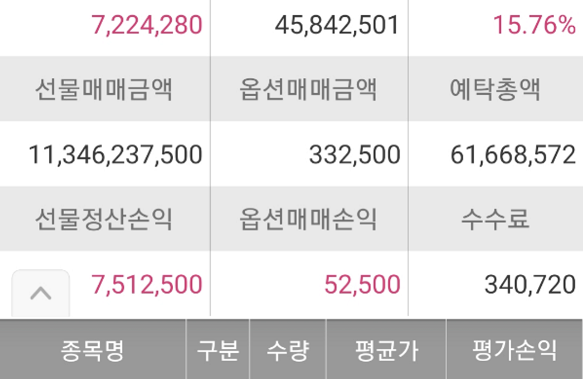 7,224,280 45,842,501 15.76%
선물매매금액 옵션매매금액 예탁총액
11,346,237,500 332,500 61,668,572
선물정산손익 옵션매매손익 수수료
7,512,500 52,500 340,720
종목명 구분 수량 평균가 평가손익